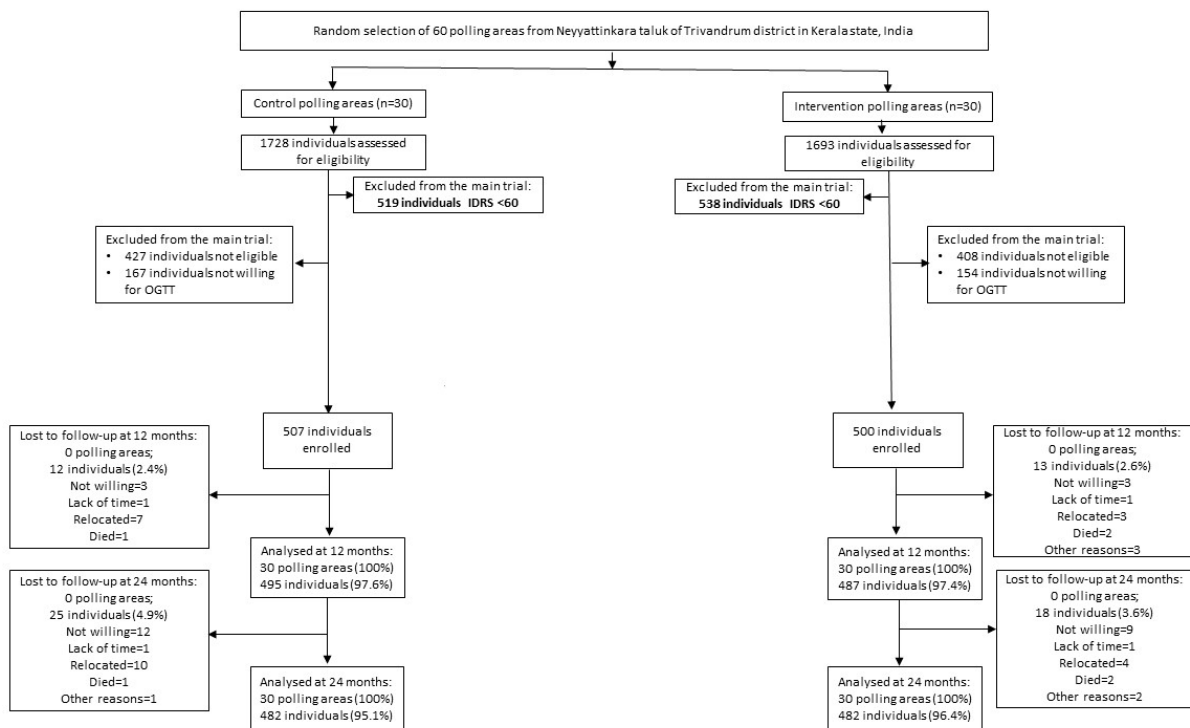 Random selection of 60 polling areas from Neyyattinkara taluk of Trivandrum district in Kerala state, India
Control polling areas (n=30)
Intervention polling areas (n=30)
1728 individuals assessed
for eligibility
1693 individuals assessed for
eligibility
Excluded from the main trial:
519 individuals IDRS <60
Excluded from the main trial:
538 individuals IDRS <60
Excluded from the main trial:
• 427 individuals not eligible
• 167 individuals not willing
for OGTT
Excluded from the main trial:
• 408 individuals not eligible
• 154 individuals not willing
for OGTT
507 individuals
enrolled
500 individuals
enrolled
Lost to follow-up at 12 months:
0 polling areas;
12 individuals (2.4%)
Not willing=3
Lack of time=1
Relocated=7
Died=1
Lost to follow-up at 12 months:
0 polling areas;
13 individuals (2.6%)
Not willing=3
Lack of time=1
Relocated=3
Died=2
Other reasons=3
Analysed at 12 months:
30 polling areas (100%)
495 individuals (97.6%)
Analysed at 12 months:
30 polling areas (100%)
487 individuals (97.4%)
Lost to follow-up at 24 months:
0 polling areas;
25 individuals (4.9%)
Not willing=12
Lack of time=1
Relocated=10
Died=1
Other reasons=1
Lost to follow-up at 24 months:
0 polling areas;
18 individuals (3.6%)
Not willing=9
Lack of time=1
Relocated=4
Died=2
Other reasons=2
Analysed at 24 months:
30 polling areas (100%)
482 individuals (95.1%)
Analysed at 24 months:
30 polling areas (100%)
482 individuals (96.4%)